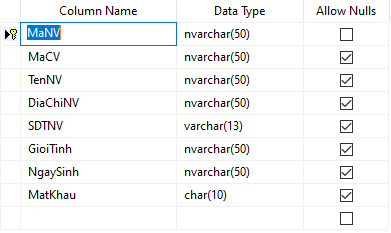 Column Name Data Type Allow Nulls
MaNV nvarchar(50)
MaCV nvarchar(50)
TenNV nvarchar(50)
DiaChiNV nvarchar(50)
SDTNV varchar(13)
GioiTinh nvarchar(50)
NgaySinh nvarchar(50)
MatKhau char(10)